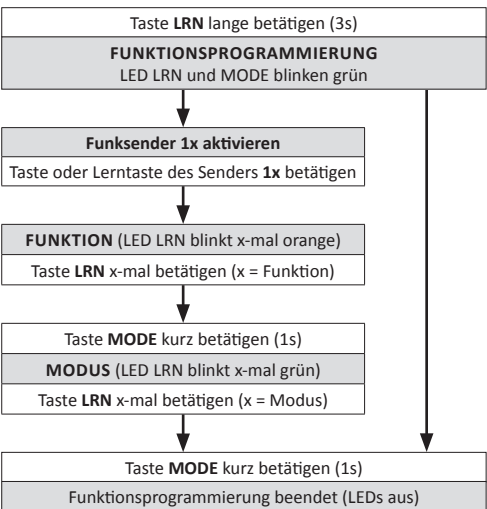 Taste LRN lange betätigen (3s)
FUNKTIONSPROGRAMMIERUNG
LED LRN und MODE blinken grün
Funksender 1x aktivieren
Taste oder Lerntaste des Senders 1x betätigen
FUNKTION (LED LRN blinkt x-mal orange)
Taste LRN x-mal betätigen (x = Funktion)
Taste MODE kurz betätigen (1s)
MODUS (LED LRN blinkt x-mal grün)
Taste LRN x-mal betätigen (x = Modus)
Taste MODE kurz betätigen (1s)
Funktionsprogrammierung beendet (LEDs aus)